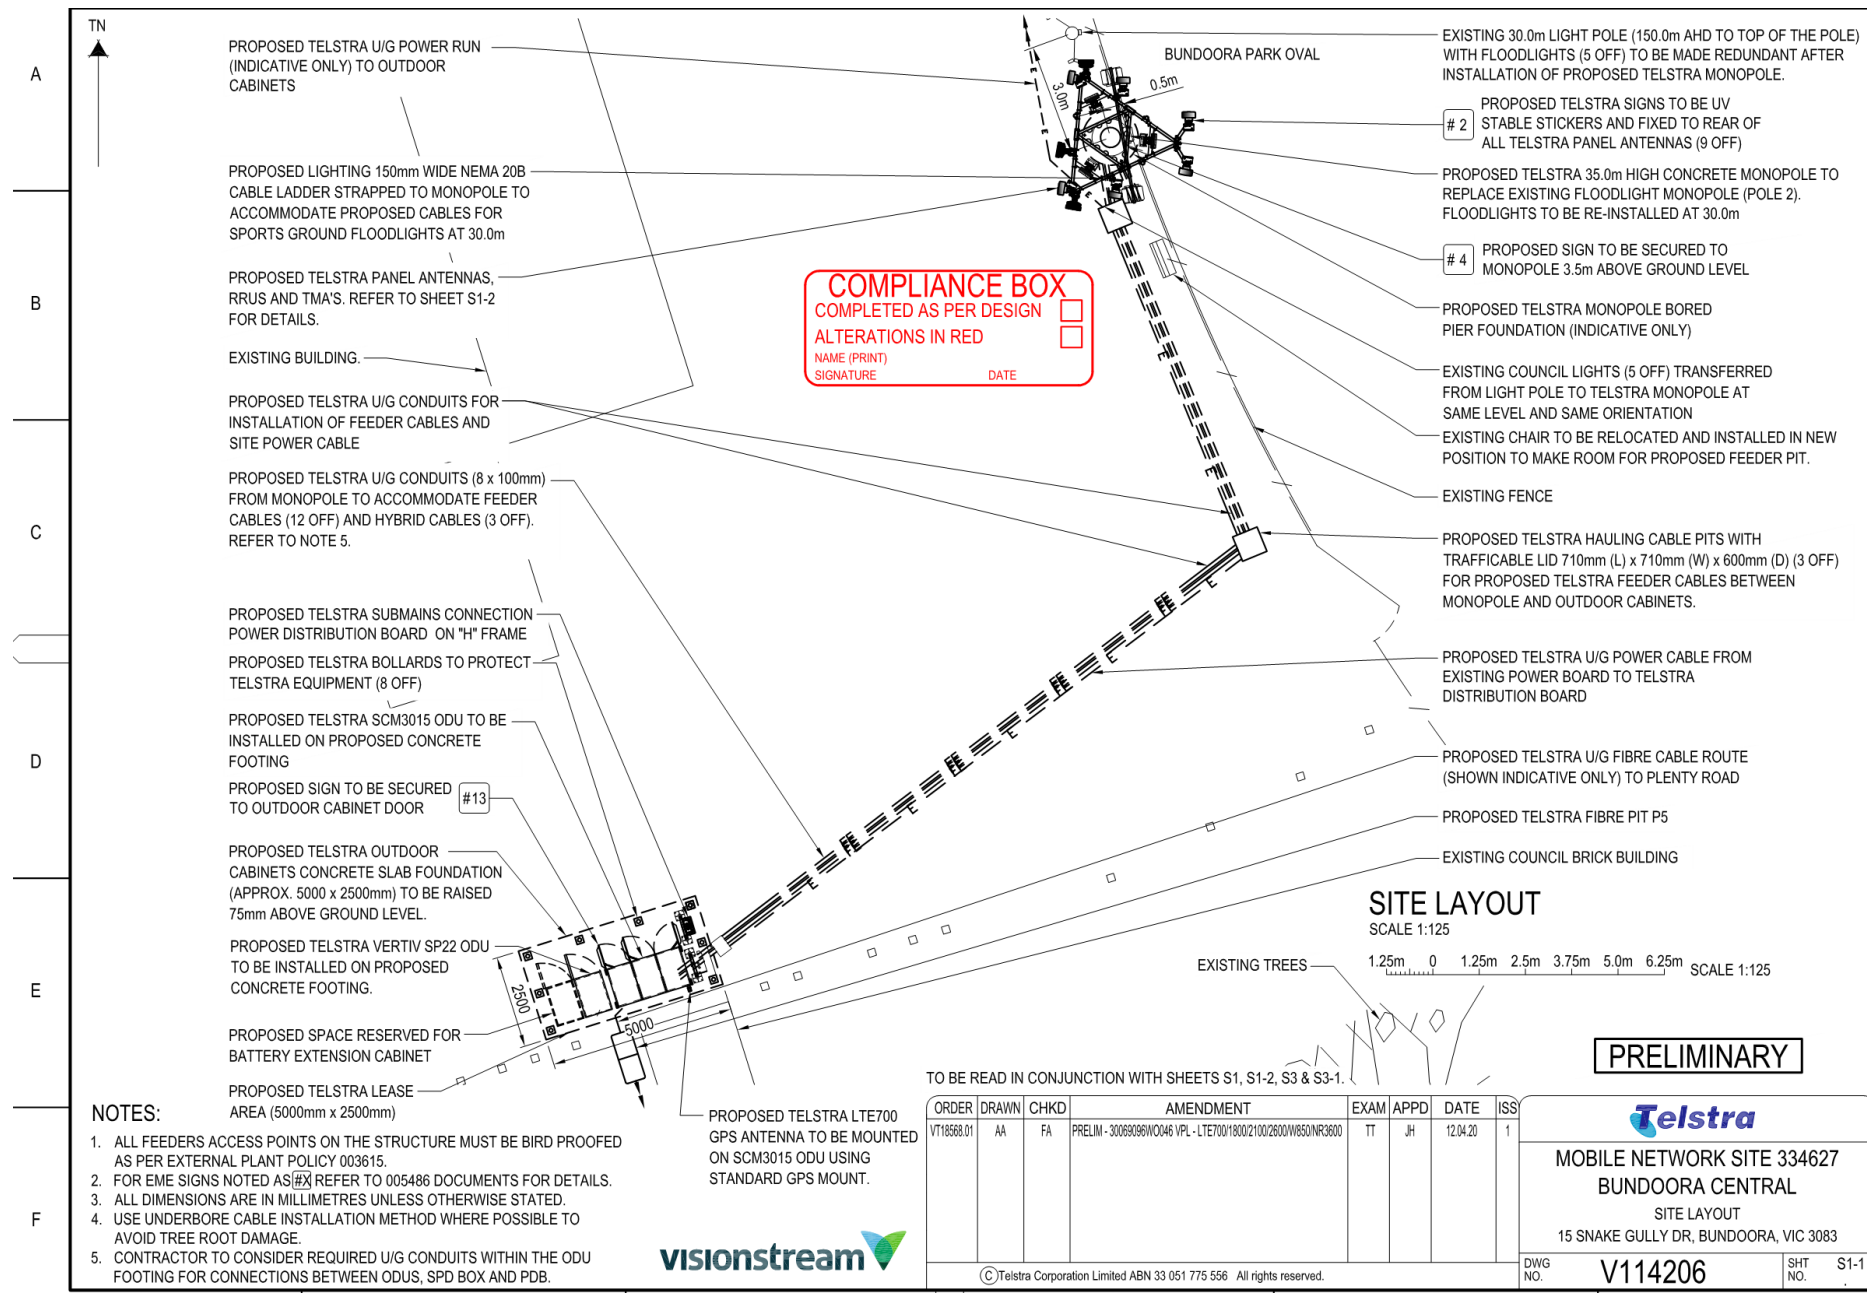 TN
A
B
C
D
E
F
PROPOSED TELSTRA U/G POWER RUN
(INDICATIVE ONLY) TO OUTDOOR
CABINETS
PROPOSED LIGHTING 150mm WIDE NEMA 20B
CABLE LADDER STRAPPED TO MONOPOLE TO
ACCOMMODATE PROPOSED CABLES FOR
SPORTS GROUND FLOODLIGHTS AT 30.0m
PROPOSED TELSTRA PANEL ANTENNAS,
RRUS AND TMA'S. REFER TO SHEET S1-2
FOR DETAILS.
EXISTING BUILDING.
PROPOSED TELSTRA U/G CONDUITS FOR
INSTALLATION OF FEEDER CABLES AND
SITE POWER CABLE
PROPOSED TELSTRA U/G CONDUITS (8 x 100mm)
FROM MONOPOLE TO ACCOMMODATE FEEDER
CABLES (12 OFF) AND HYBRID CABLES (3 OFF).
REFER TO NOTE 5.
PROPOSED TELSTRA SUBMAINS CONNECTION
POWER DISTRIBUTION BOARD ON "H" FRAME
PROPOSED TELSTRA BOLLARDS TO PROTECT
TELSTRA EQUIPMENT (8 OFF)
PROPOSED TELSTRA SCM3015 ODU TO BE
INSTALLED ON PROPOSED CONCRETE
FOOTING
PROPOSED SIGN TO BE SECURED
TO OUTDOOR CABINET DOOR
#13
PROPOSED TELSTRA OUTDOOR
CABINETS CONCRETE SLAB FOUNDATION
(APPROX. 5000 x 2500mm) TO BE RAISED
75mm ABOVE GROUND LEVEL.
PROPOSED TELSTRA VERTIV SP22 ODU
TO BE INSTALLED ON PROPOSED
CONCRETE FOOTING.
PROPOSED SPACE RESERVED FOR
BATTERY EXTENSION CABINET
PROPOSED TELSTRA LEASE
AREA (5000mm x 2500mm)
BUNDOORA PARK OVAL
3.0m
0.5m
COMPLIANCE BOX
COMPLETED AS PER DESIGN
ALTERATIONS IN RED
NAME (PRINT)
SIGNATURE DATE
E
E
E
E
E
E
E
E
E
E
E
2500
5000
EXISTING 30.0m LIGHT POLE (150.0m AHD TO TOP OF THE POLE)
WITH FLOODLIGHTS (5 OFF) TO BE MADE REDUNDANT AFTER
INSTALLATION OF PROPOSED TELSTRA MONOPOLE.
# 2
PROPOSED TELSTRA SIGNS TO BE UV
STABLE STICKERS AND FIXED TO REAR OF
ALL TELSTRA PANEL ANTENNAS (9 OFF)
PROPOSED TELSTRA 35.0m HIGH CONCRETE MONOPOLE TO
REPLACE EXISTING FLOODLIGHT MONOPOLE (POLE 2).
FLOODLIGHTS TO BE RE-INSTALLED AT 30.0m
# 4
PROPOSED SIGN TO BE SECURED TO
MONOPOLE 3.5m ABOVE GROUND LEVEL
PROPOSED TELSTRA MONOPOLE BORED
PIER FOUNDATION (INDICATIVE ONLY)
EXISTING COUNCIL LIGHTS (5 OFF) TRANSFERRED
FROM LIGHT POLE TO TELSTRA MONOPOLE AT
SAME LEVEL AND SAME ORIENTATION
EXISTING CHAIR TO BE RELOCATED AND INSTALLED IN NEW
POSITION TO MAKE ROOM FOR PROPOSED FEEDER PIT.
EXISTING FENCE
PROPOSED TELSTRA HAULING CABLE PITS WITH
TRAFFICABLE LID 710mm (L) x 710mm (W) x 600mm (D) (3 OFF)
FOR PROPOSED TELSTRA FEEDER CABLES BETWEEN
MONOPOLE AND OUTDOOR CABINETS.
PROPOSED TELSTRA U/G POWER CABLE FROM
EXISTING POWER BOARD TO TELSTRA
DISTRIBUTION BOARD
PROPOSED TELSTRA U/G FIBRE CABLE ROUTE
(SHOWN INDICATIVE ONLY) TO PLENTY ROAD
PROPOSED TELSTRA FIBRE PIT P5
EXISTING COUNCIL BRICK BUILDING
SITE LAYOUT
SCALE 1:125
1.25m 0 1.25m 2.5m 3.75m 5.0m 6.25m SCALE 1:125
EXISTING TREES
PRELIMINARY
NOTES:
1. ALL FEEDERS ACCESS POINTS ON THE STRUCTURE MUST BE BIRD PROOFED
AS PER EXTERNAL PLANT POLICY 003615.
2. FOR EME SIGNS NOTED AS #X REFER TO 005486 DOCUMENTS FOR DETAILS.
3. ALL DIMENSIONS ARE IN MILLIMETRES UNLESS OTHERWISE STATED.
4. USE UNDERBORE CABLE INSTALLATION METHOD WHERE POSSIBLE TO
AVOID TREE ROOT DAMAGE.
5. CONTRACTOR TO CONSIDER REQUIRED U/G CONDUITS WITHIN THE ODU
FOOTING FOR CONNECTIONS BETWEEN ODUS, SPD BOX AND PDB.
PROPOSED TELSTRA LTE700
GPS ANTENNA TO BE MOUNTED
ON SCM3015 ODU USING
STANDARD GPS MOUNT.
visionstream
TO BE READ IN CONJUNCTION WITH SHEETS S1, S1-2, S3 & S3-1.
ORDER DRAWN CHKD AMENDMENT EXAM APPD DATE ISS
VT18568.01 AA FA PRELIM - 30069096WO046 VPL - LTE700/1800/2100/2600/W850/NR3600 TT JH 12.04.20 1
© Telstra Corporation Limited ABN 33 051 775 556 All rights reserved.
Telstra
MOBILE NETWORK SITE 334627
BUNDOORA CENTRAL
SITE LAYOUT
15 SNAKE GULLY DR, BUNDOORA, VIC 3083
DWG NO. V114206
SHT NO. S1-1